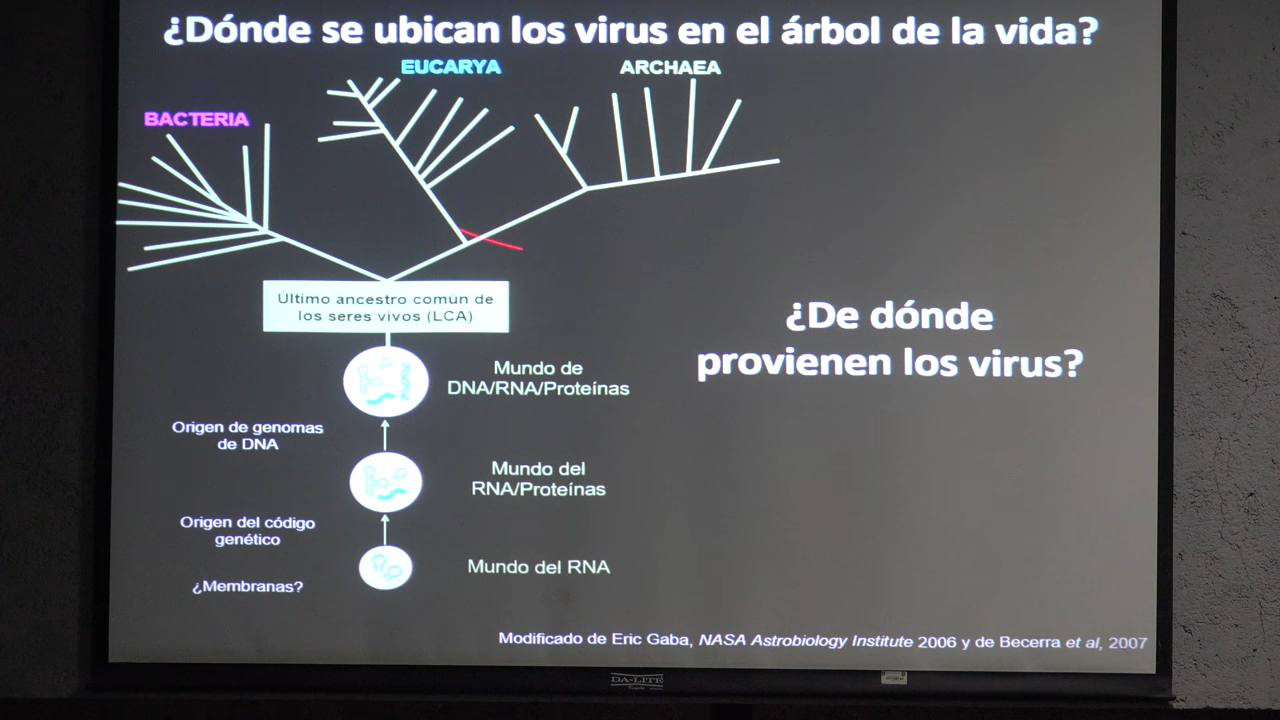 ¿Dónde se ubican los virus en el árbol de la vida?
EUCARYA
ARCHAEA
BACTERIA
Último ancestro común de
los seres vivos (LCA)
¿De dónde
provienen los virus?
Mundo de
DNA/RNA/Proteínas
Origen de genomas
de DNA
Mundo del
RNA/Proteínas
Origen del código
genético
Mundo del RNA
¿Membranas?
Modificado de Eric Gaba, NASA Astrobiology Institute 2006 y de Becerra et al, 2007
DA-LITE